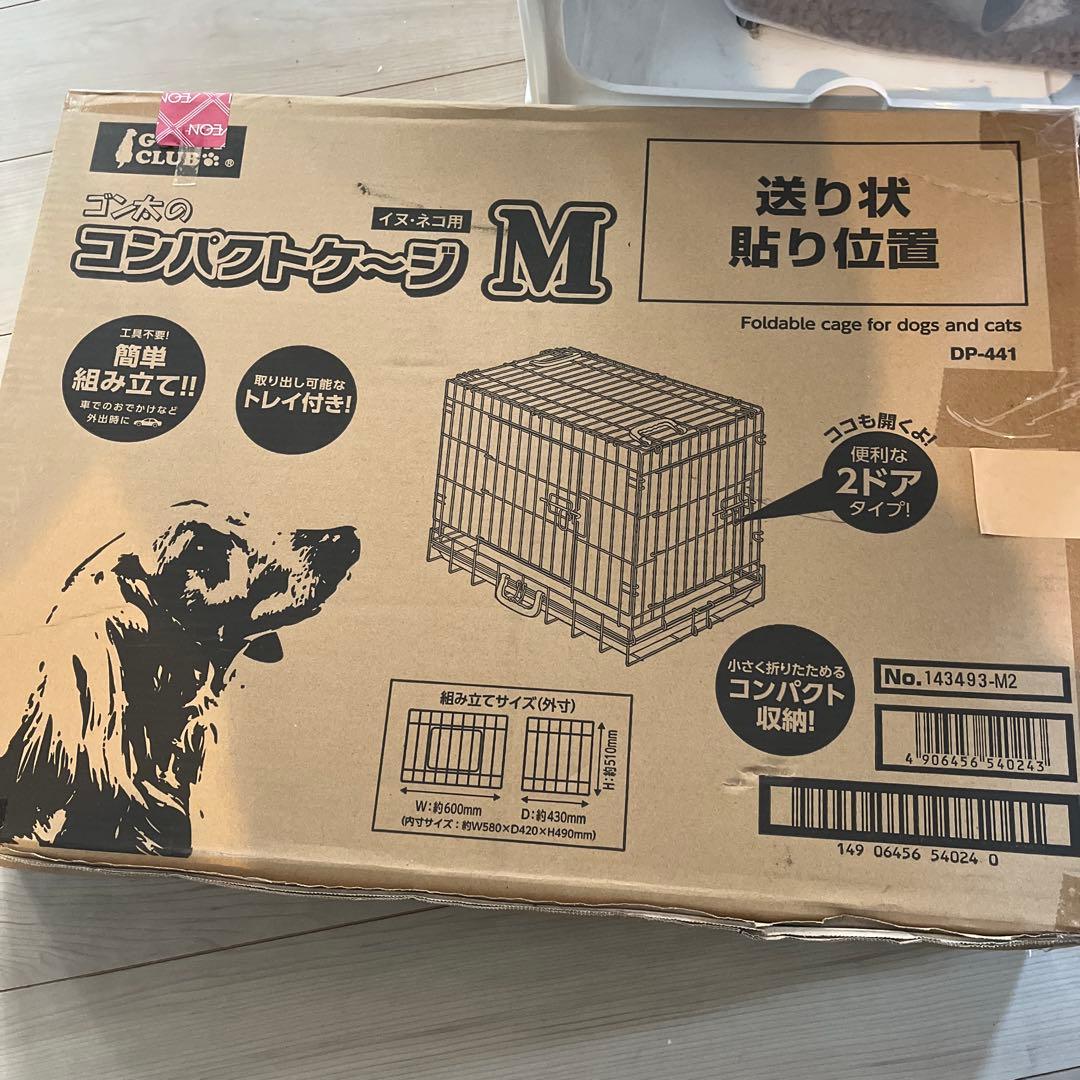 ÆON
ÆON
CLUB
®
ゴン太の
イヌ・ネコ用
コンパクトケ〜ジ M
送り状
貼り位置
Foldable cage for dogs and cats
DP-441
工具不要!
簡単
組み立て!!
車でのおでかけなど
外出時に
取り出し可能な
トレイ付き!
ココも開くよ!
便利な
2ドア
タイプ!
小さく折りたためる
コンパクト
収納!
組み立てサイズ(外寸)
H:約510mm
W:約600mm
D:約430mm
(内寸サイズ:約W580×D420×H490mm)
No.143493-M2
4 906456 540243
149 06456 54024 0